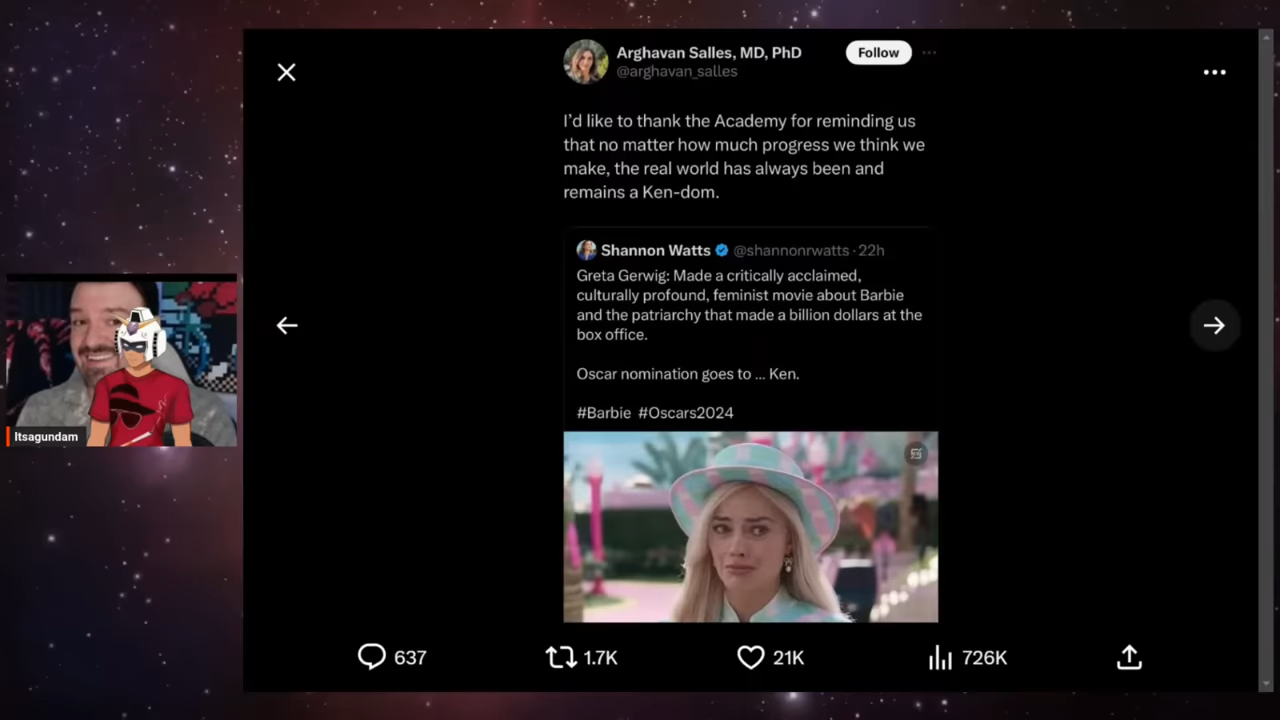 Arghavan Salles, MD, PhD
@arghavan_salles
Follow
I'd like to thank the Academy for reminding us
that no matter how much progress we think we
make, the real world has always been and
remains a Ken-dom.
Shannon Watts @shannonrwatts · 22h
Greta Gerwig: Made a critically acclaimed,
culturally profound, feminist movie about Barbie
and the patriarchy that made a billion dollars at the
box office.
Oscar nomination goes to ... Ken.
#Barbie #Oscars2024
Itsagundam
637 1.7K 21K 726K